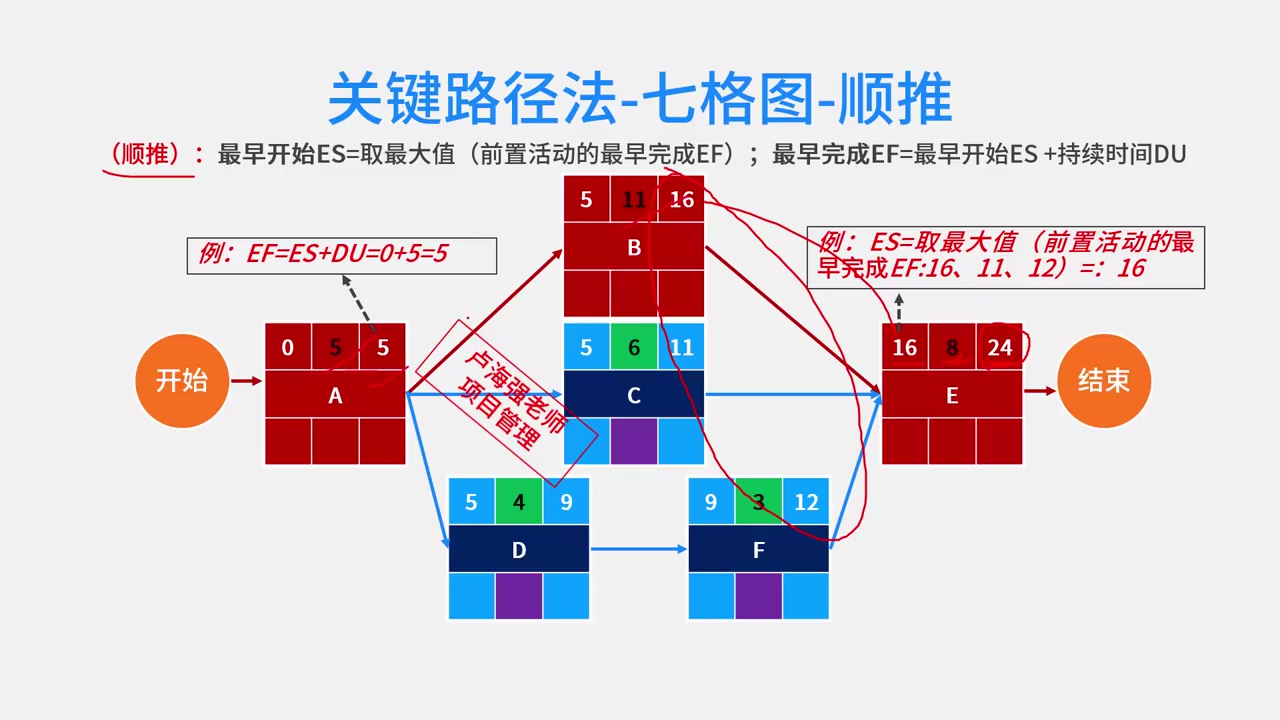 关键路径法-七格图-顺推
（顺推）：最早开始ES=取最大值（前置活动的最早完成EF）；最早完成EF=最早开始ES +持续时间DU
5 11 16
B
例：EF=ES+DU=0+5=5
例：ES=取最大值（前置活动的最
早完成EF:16、11、12）=：16
开始
0 5 5
A
卢海强老师
项目管理
5 6 11
C
16 8 24
E
结束
5 4 9
D
9 3 12
F